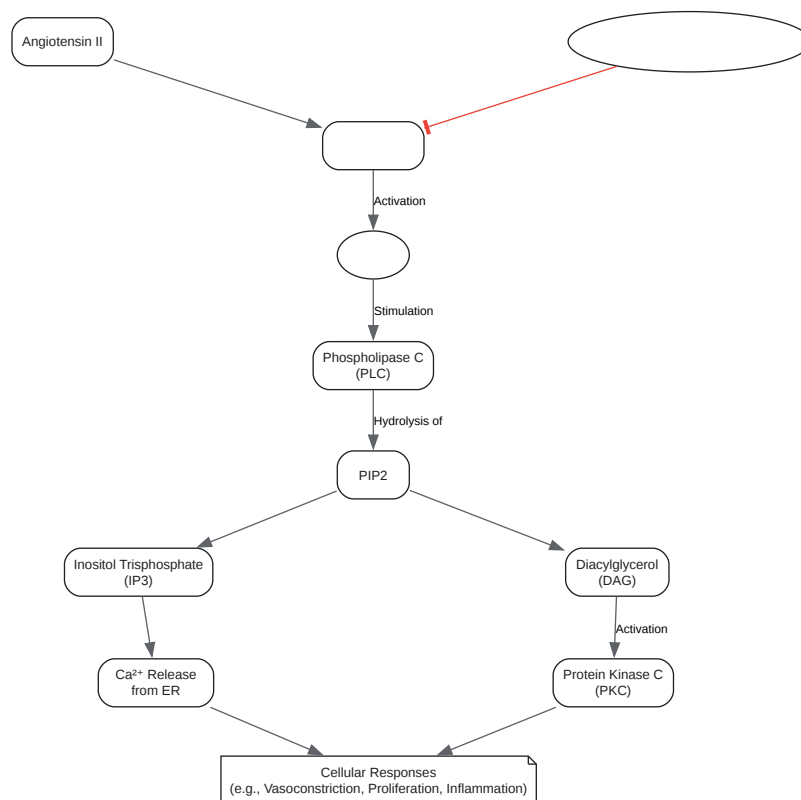 Angiotensin II
Activation
Stimulation
Phospholipase C
(PLC)
Hydrolysis of
PIP2
Inositol Trisphosphate
(IP3)
Diacylglycerol
(DAG)
Activation
Ca²⁺ Release
from ER
Protein Kinase C
(PKC)
Cellular Responses
(e.g., Vasoconstriction, Proliferation, Inflammation)